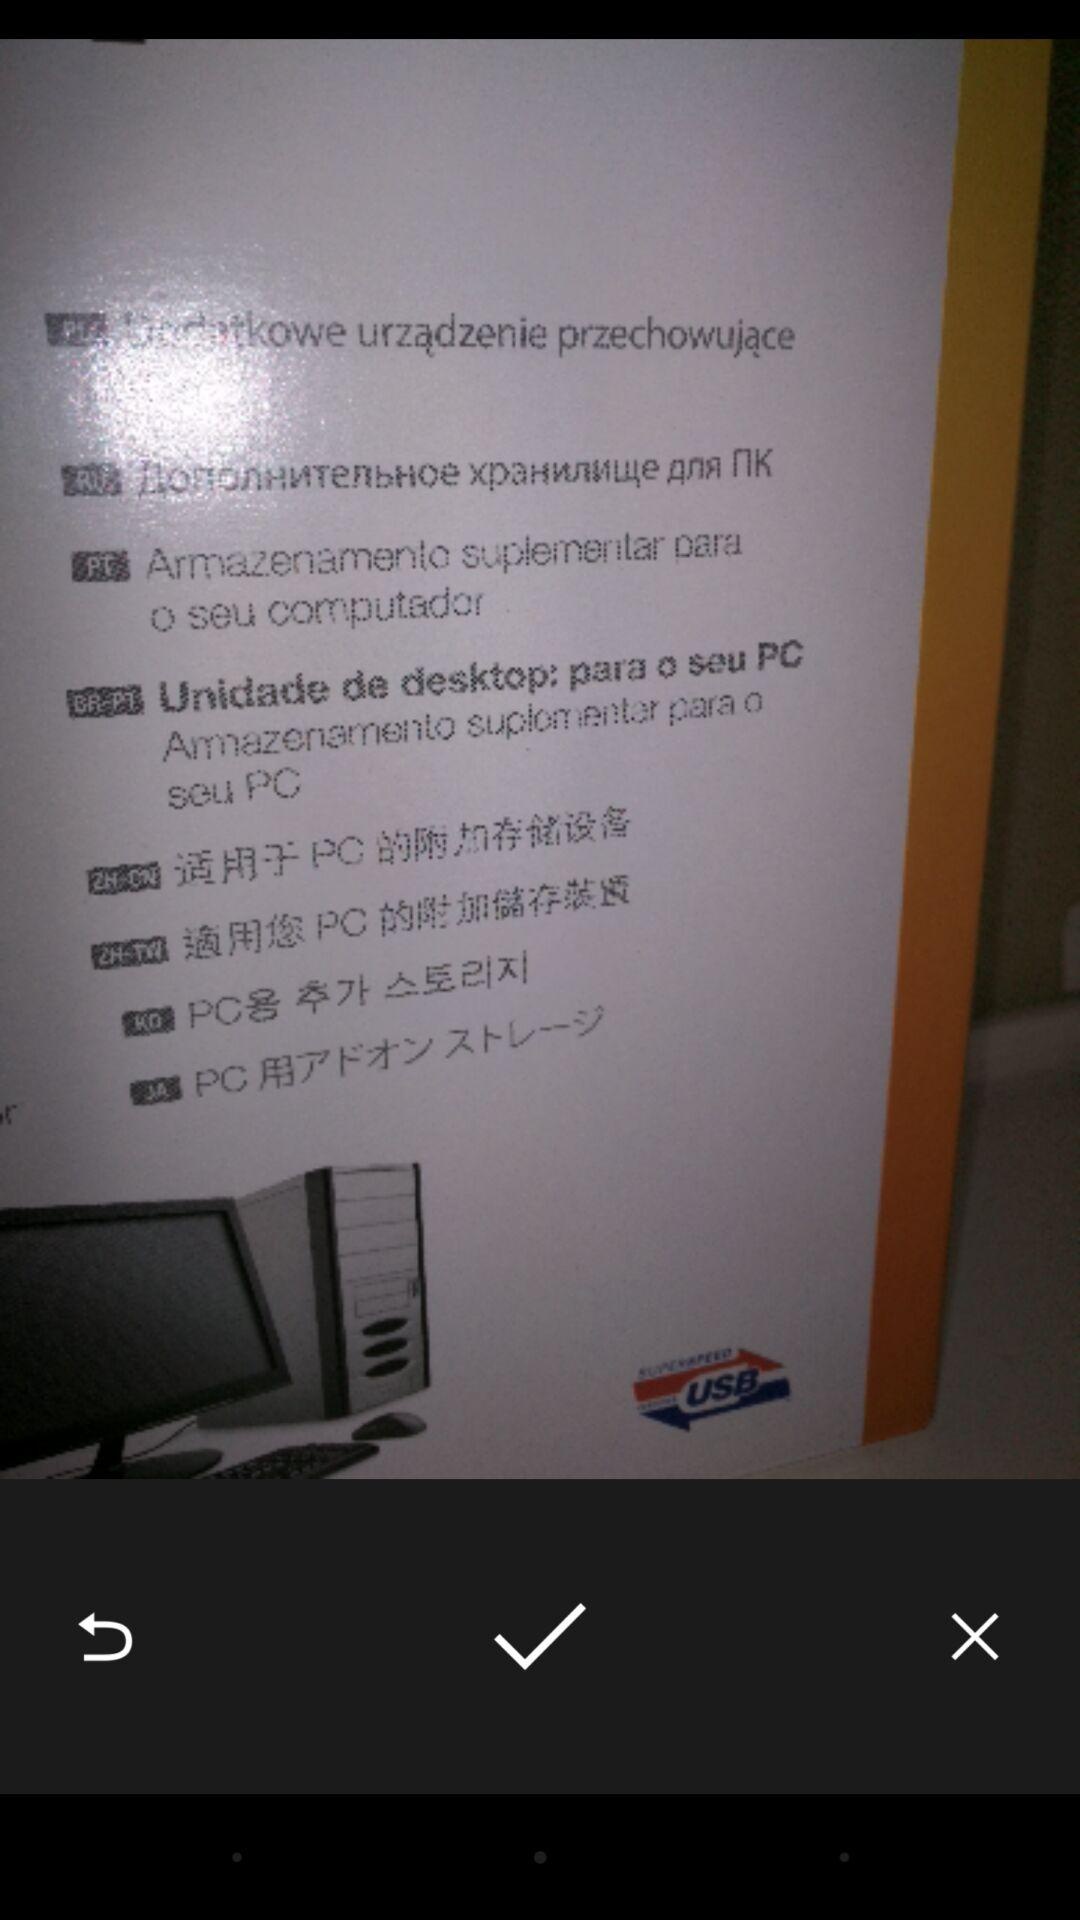 PL Dodatkowe urządzenie przechowujące
RU Дополнительное хранилище для ПК
PT Armazenamento suplementar para
o seu computador
BR-PT Unidade de desktop: para o seu PC
Armazenamento suplementar para o
seu PC
ZH-CN 适用于 PC 的附加存储设备
ZH-TW 適用您 PC 的附加儲存裝置
KO PC용 추가 스토리지
JA PC 用アドオン ストレージ
SUPERSPEED
USB